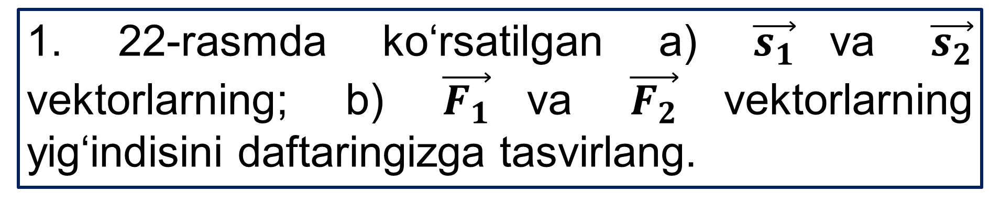 1. 22-rasmda ko‘rsatilgan a) $\overrightarrow{s_1}$ va $\overrightarrow{s_2}$
vektorlarning; b) $\overrightarrow{F_1}$ va $\overrightarrow{F_2}$ vektorlarning
yig‘indisini daftaringizga tasvirlang.